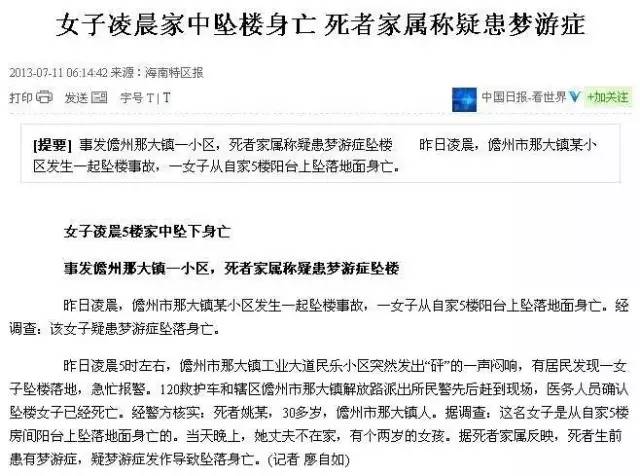 女子凌晨家中坠楼身亡 死者家属称疑患梦游症
2013-07-11 06:14:42 来源：海南特区报
打印 发送 字号 T | T 中国日报-看世界 +加关注
[提要] 事发儋州那大镇一小区，死者家属称疑患梦游症坠楼 昨日凌晨，儋州市那大镇某小
区发生一起坠楼事故，一女子从自家5楼阳台上坠落地面身亡。
女子凌晨5楼家中坠下身亡
事发儋州那大镇一小区，死者家属称疑患梦游症坠楼
昨日凌晨，儋州市那大镇某小区发生一起坠楼事故，一女子从自家5楼阳台上坠落地面身亡。经
调查：该女子疑患梦游症坠落身亡。
昨日凌晨5时左右，儋州市那大镇工业大道民乐小区突然发出“砰”的一声闷响，有居民发现一女
子坠楼落地，急忙报警。120救护车和辖区儋州市那大镇解放路派出所民警先后赶到现场，医务人员确认
坠楼女子已经死亡。经警方核实：死者姚某，30多岁，儋州市那大镇人。据调查：这名女子是从自家5楼
房间阳台上坠落地面身亡的。当天晚上，她丈夫不在家，有个两岁的女孩。据死者家属反映，死者生前
患有梦游症，疑梦游症发作导致坠落身亡。(记者 廖自如)